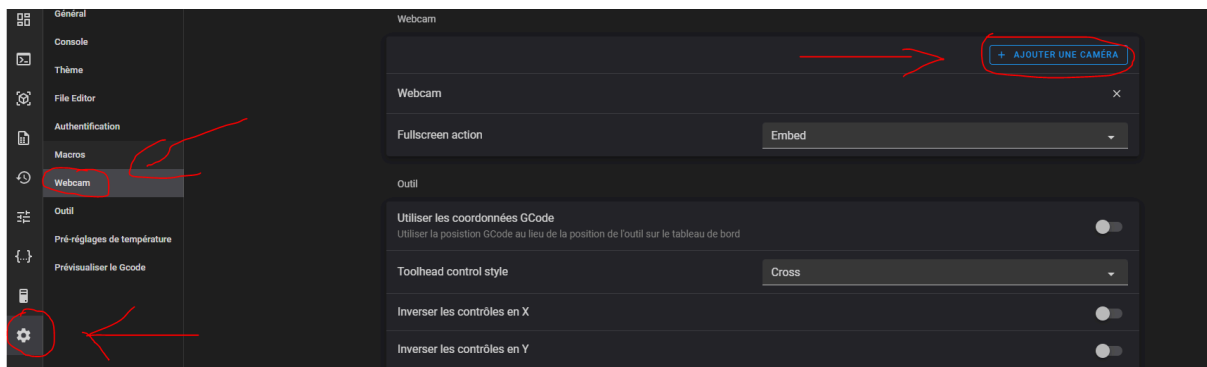 Général
Console
Thème
File Editor
Authentification
Macros
Webcam
Outil
Pré-réglages de température
Prévisualiser le Gcode
Webcam
+ AJOUTER UNE CAMÉRA
Webcam
Fullscreen action
Embed
Outil
Utiliser les coordonnées GCode
Utiliser la posistion GCode au lieu de la position de l'outil sur le tableau de bord
Toolhead control style
Cross
Inverser les contrôles en X
Inverser les contrôles en Y